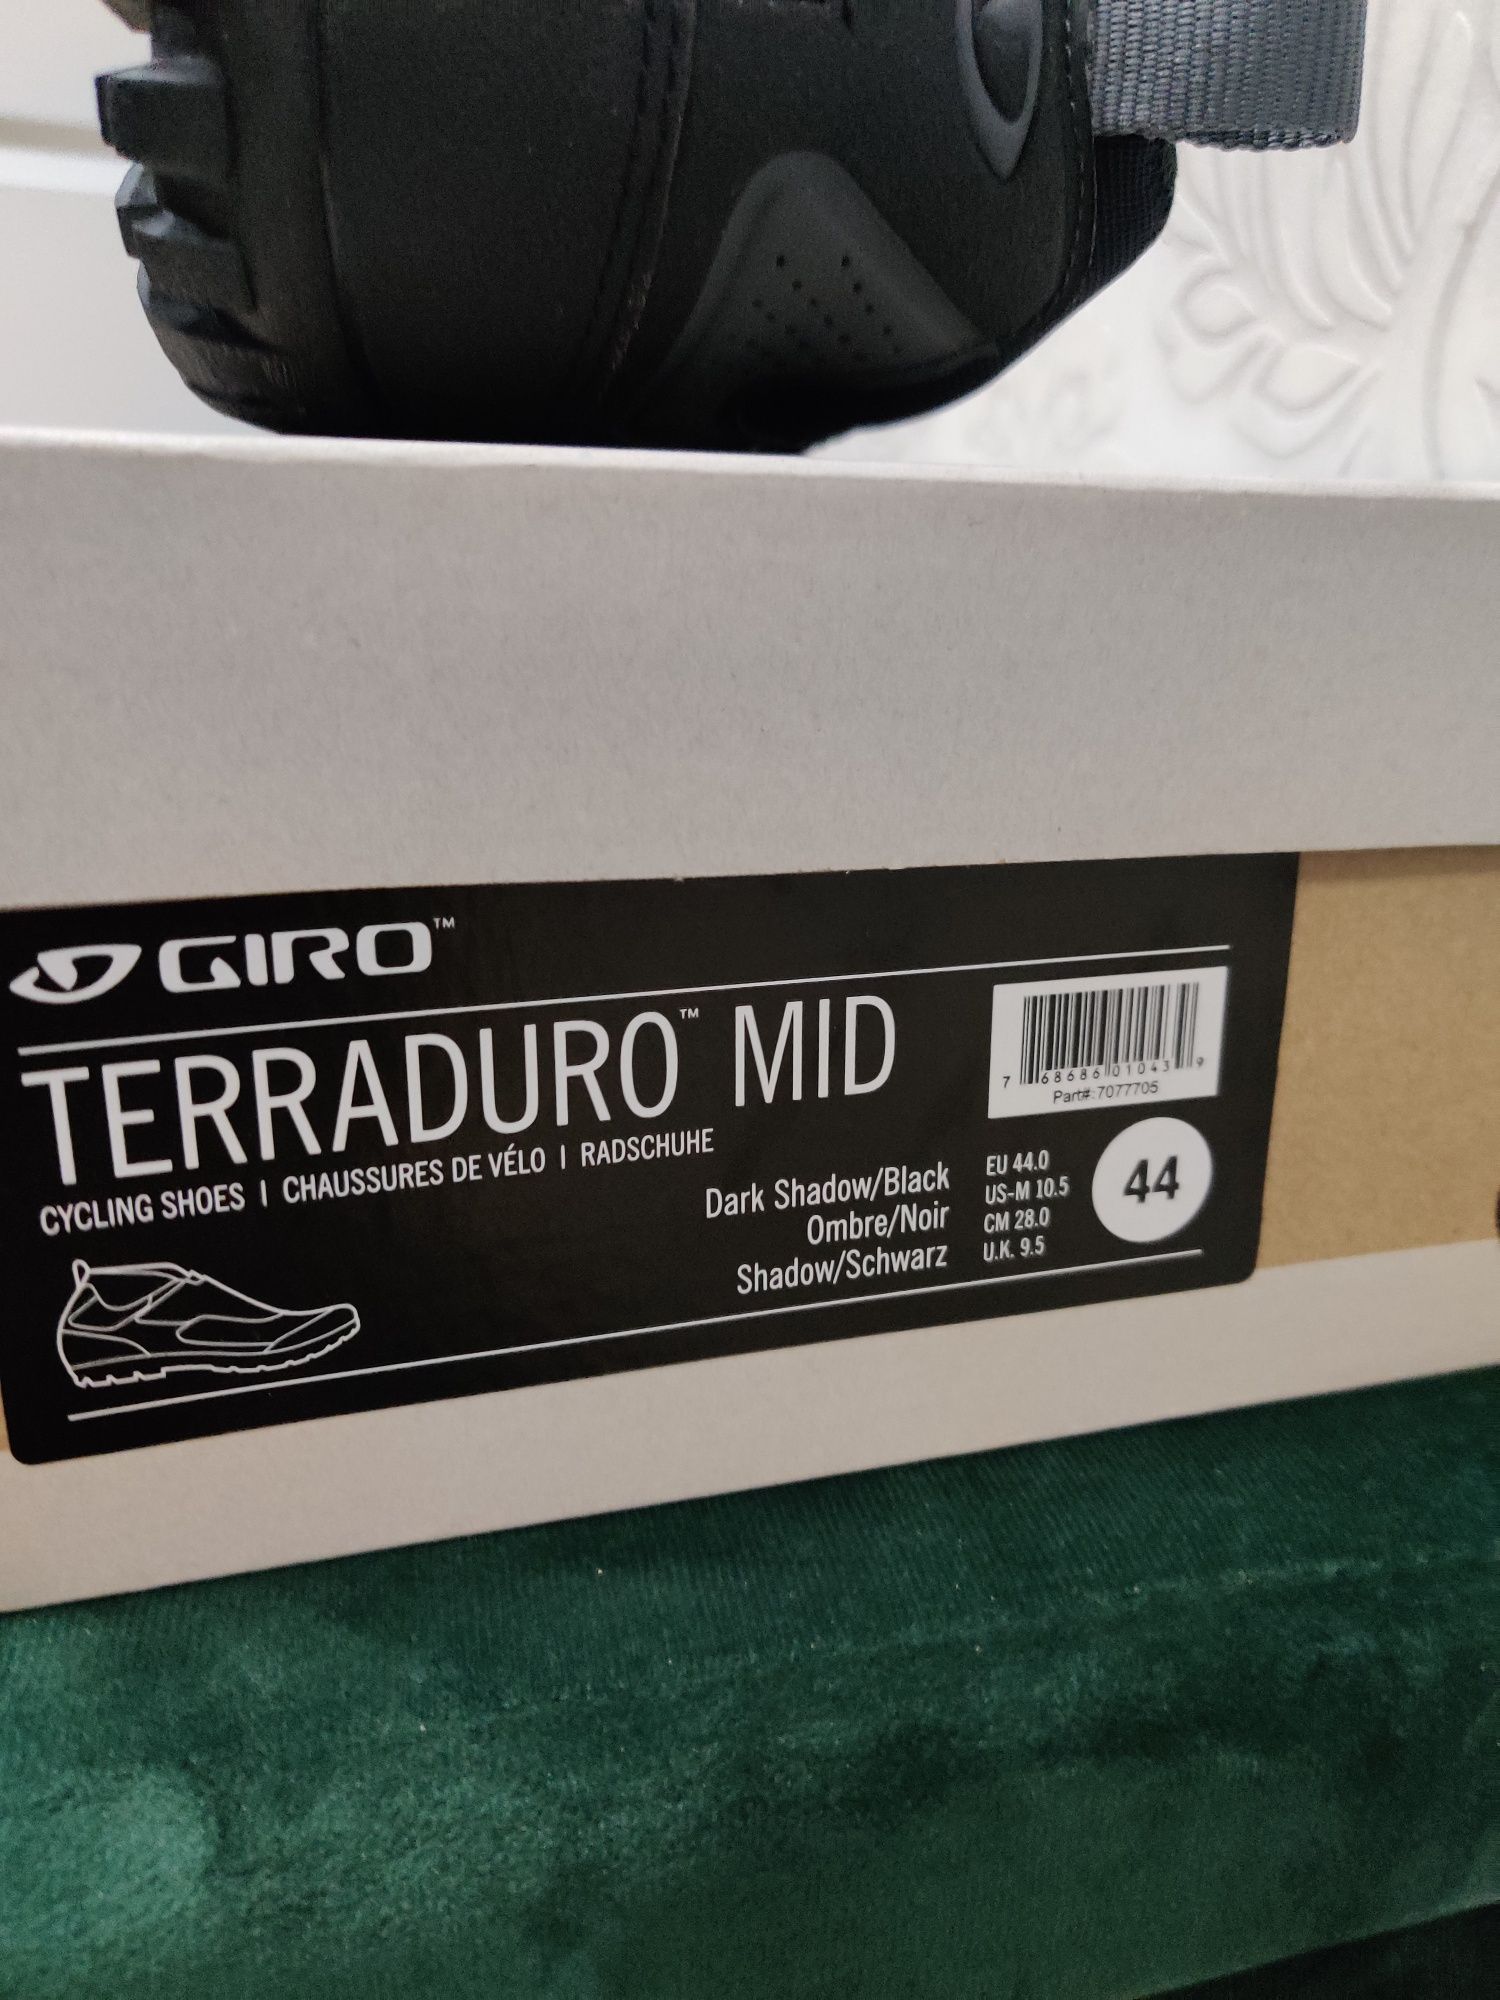 GIRO™
TERRADURO™ MID
CYCLING SHOES | CHAUSSURES DE VÉLO | RADSCHUHE
Dark Shadow/Black
Ombre/Noir
Shadow/Schwarz
7 68686 01043 9
Part#:7077705
EU 44.0
US-M 10.5
CM 28.0
U.K. 9.5
44